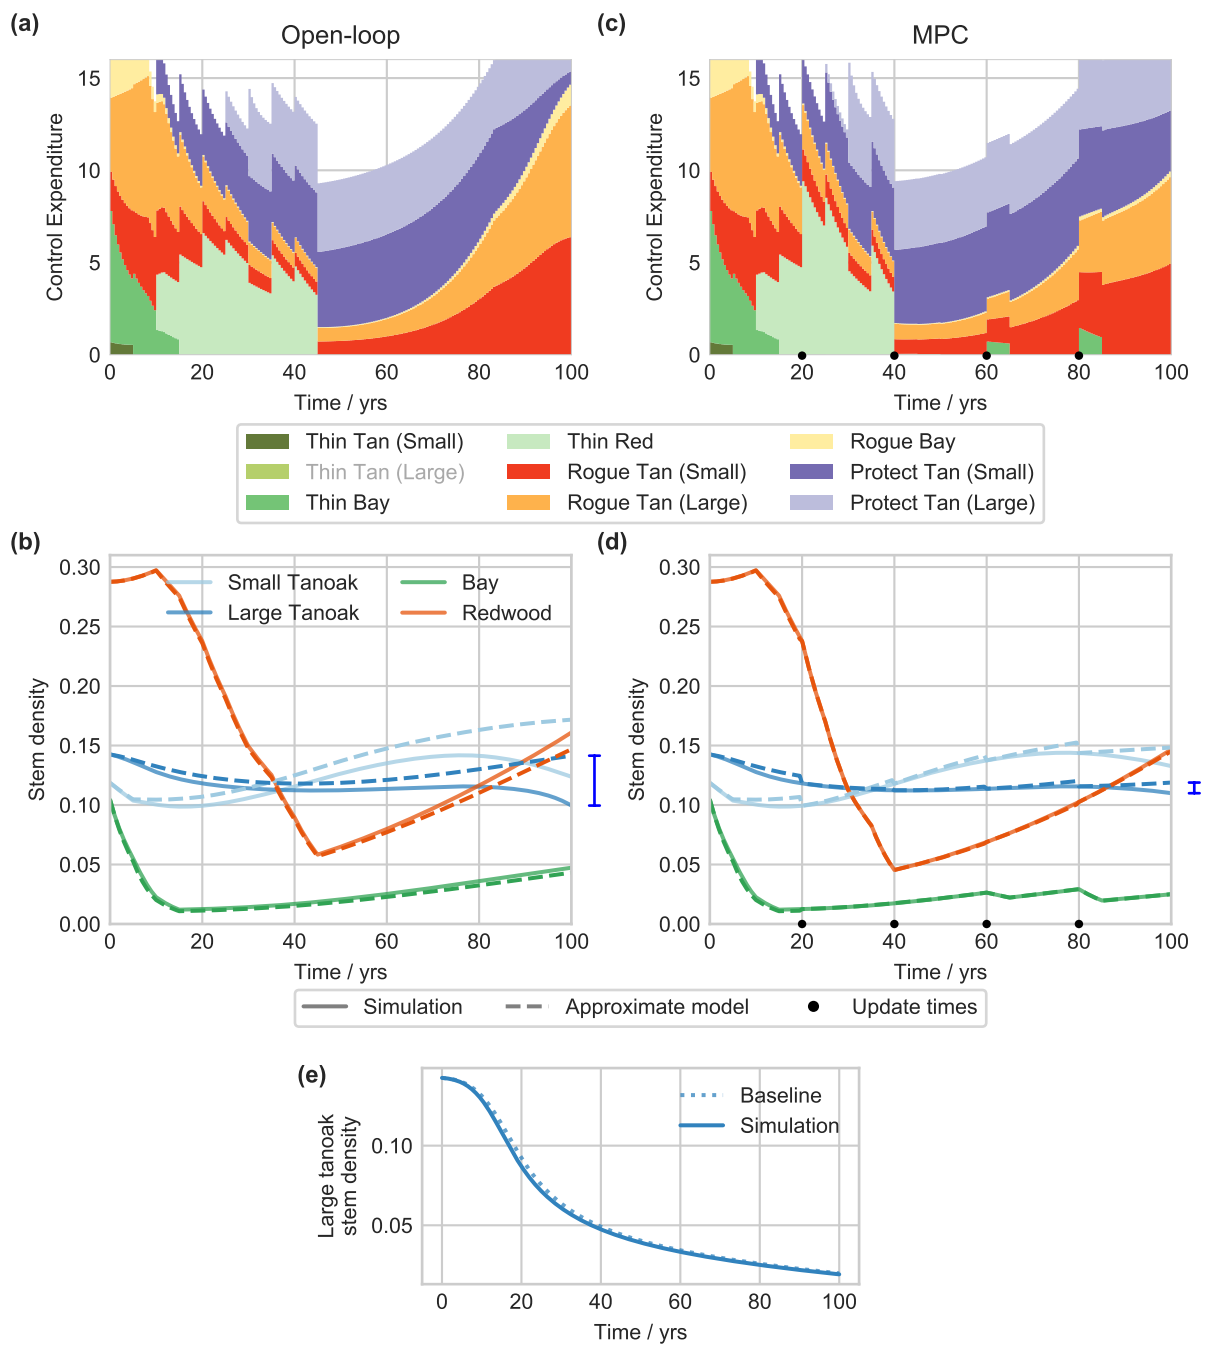 (a)
Open-loop
(c)
MPC
Control Expenditure
15
10
5
0
0 20 40 60 80 100
Time / yrs
Control Expenditure
15
10
5
0
0 20 40 60 80 100
Time / yrs
Thin Tan (Small)
Thin Tan (Large)
Thin Bay
Thin Red
Rogue Tan (Small)
Rogue Tan (Large)
Rogue Bay
Protect Tan (Small)
Protect Tan (Large)
(b)
Stem density
0.30
0.25
0.20
0.15
0.10
0.05
0.00
Small Tanoak
Large Tanoak
Bay
Redwood
0 20 40 60 80 100
Time / yrs
(d)
Stem density
0.30
0.25
0.20
0.15
0.10
0.05
0.00
0 20 40 60 80 100
Time / yrs
Simulation
Approximate model
Update times
(e)
Large tanoak
stem density
0.10
0.05
Baseline
Simulation
0 20 40 60 80 100
Time / yrs